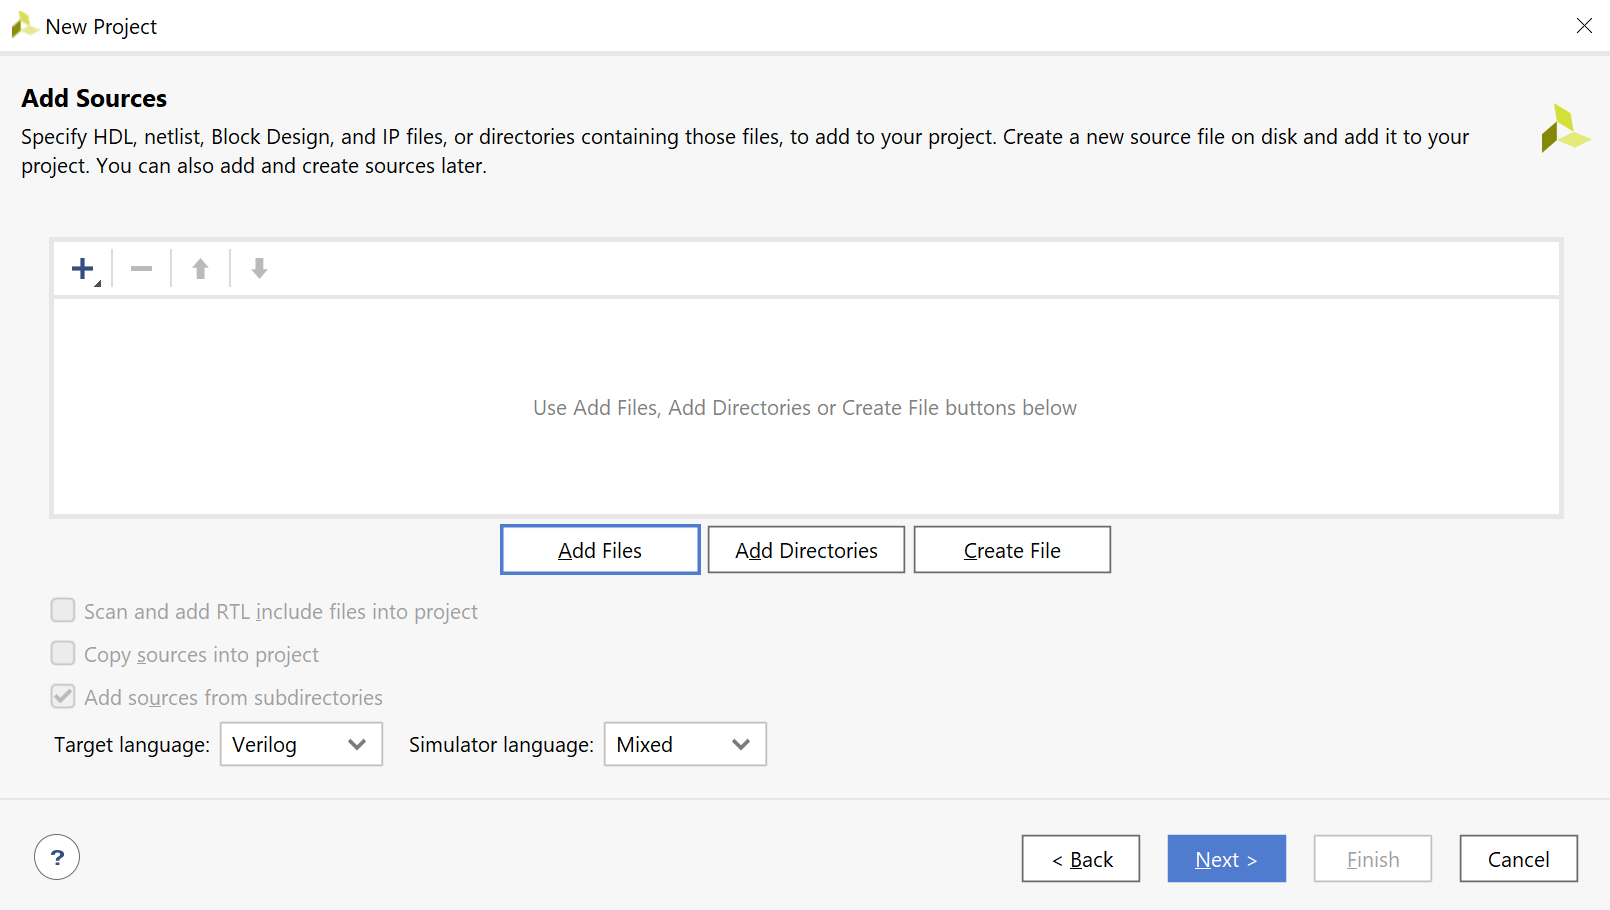 New Project
Add Sources
Specify HDL, netlist, Block Design, and IP files, or directories containing those files, to add to your project. Create a new source file on disk and add it to your
project. You can also add and create sources later.
Use Add Files, Add Directories or Create File buttons below
Add Files
Add Directories
Create File
Scan and add RTL include files into project
Copy sources into project
Add sources from subdirectories
Target language: Verilog Simulator language: Mixed
? < Back Next > Finish Cancel